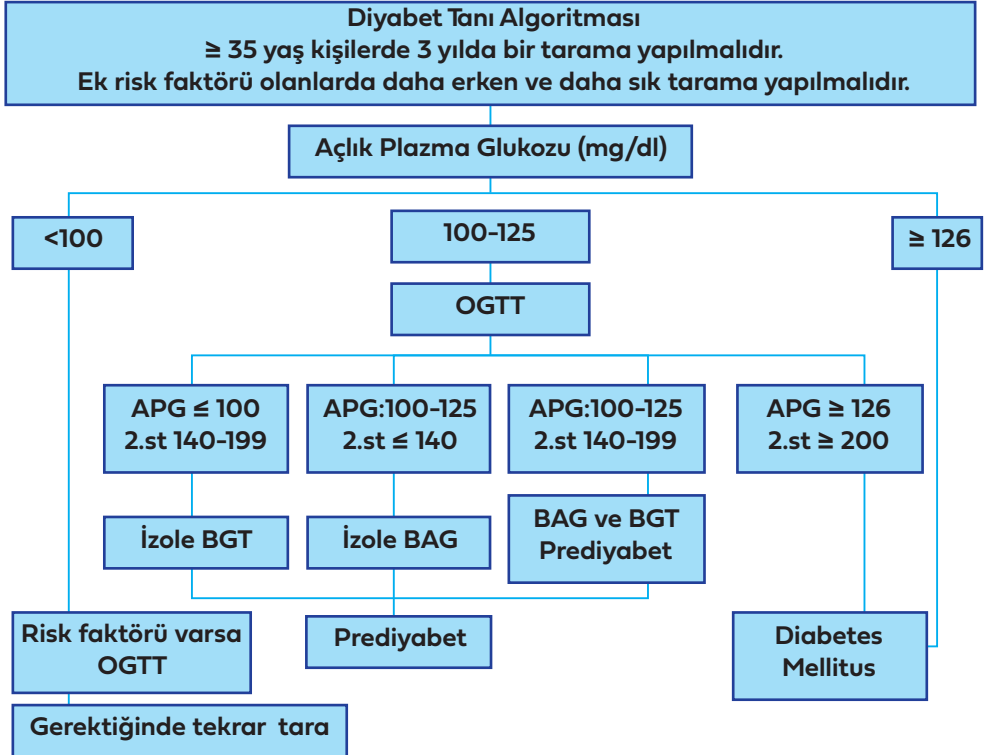 Diyabet Tanı Algoritması
≥ 35 yaş kişilerde 3 yılda bir tarama yapılmalıdır.
Ek risk faktörü olanlarda daha erken ve daha sık tarama yapılmalıdır.
Açlık Plazma Glukozu (mg/dl)
<100
100-125
≥ 126
OGTT
APG ≤ 100
2.st 140-199
APG:100-125
2.st ≤ 140
APG:100-125
2.st 140-199
APG ≥ 126
2.st ≥ 200
İzole BGT
İzole BAG
BAG ve BGT
Prediyabet
Risk faktörü varsa
OGTT
Prediyabet
Diabetes
Mellitus
Gerektiğinde tekrar tara